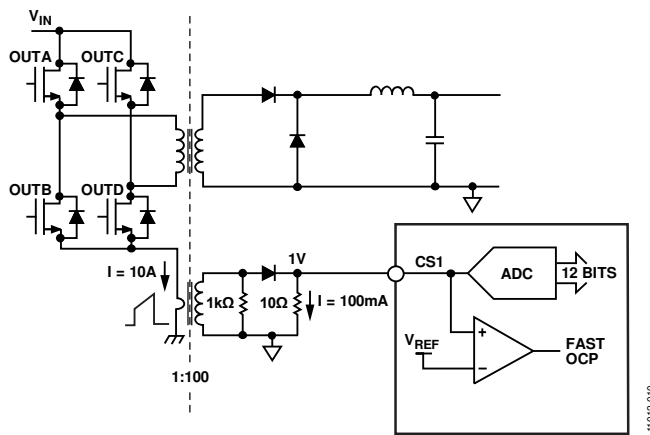 VIN
OUTA
OUTC
OUTB
OUTD
I = 10A
1kΩ
10Ω
1V
I = 100mA
1:100
CS1
ADC
12 BITS
VREF
+
−
FAST
OCP